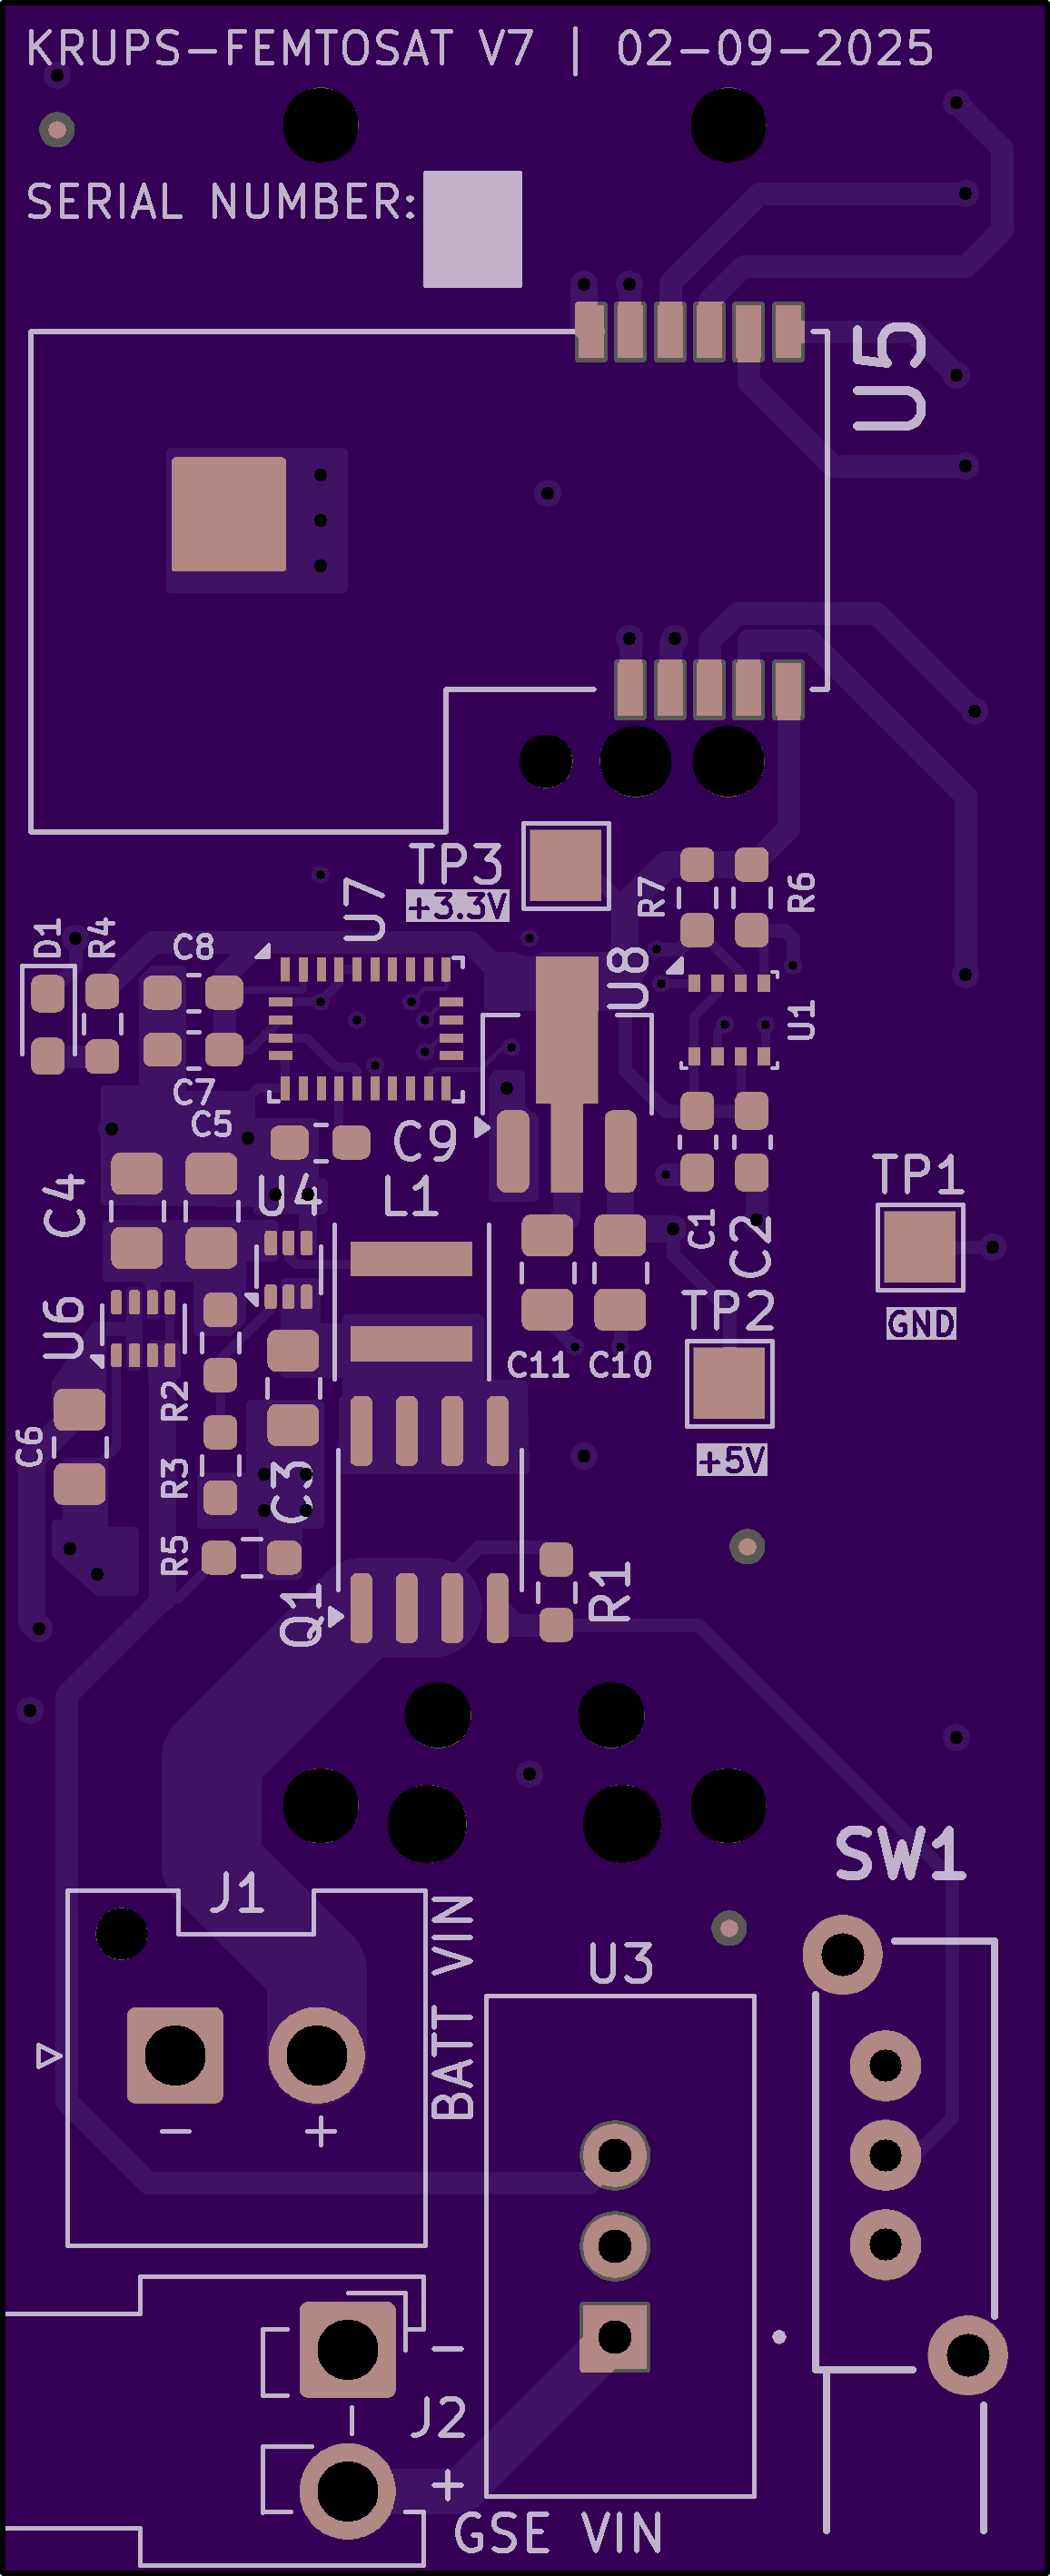 KRUPS-FEMTOSAT V7 | 02-09-2025
SERIAL NUMBER:
U5
TP3
+3.3V
U7
R7
R6
D1
R4
C8
U8
U1
C7
C5
C9
C4
U4
L1
C1
C2
TP1
GND
U6
TP2
C11
C10
R2
C6
+5V
R3
C3
R5
Q1
R1
SW1
J1
BATT VIN
U3
- +
-
J2
+
GSE VIN